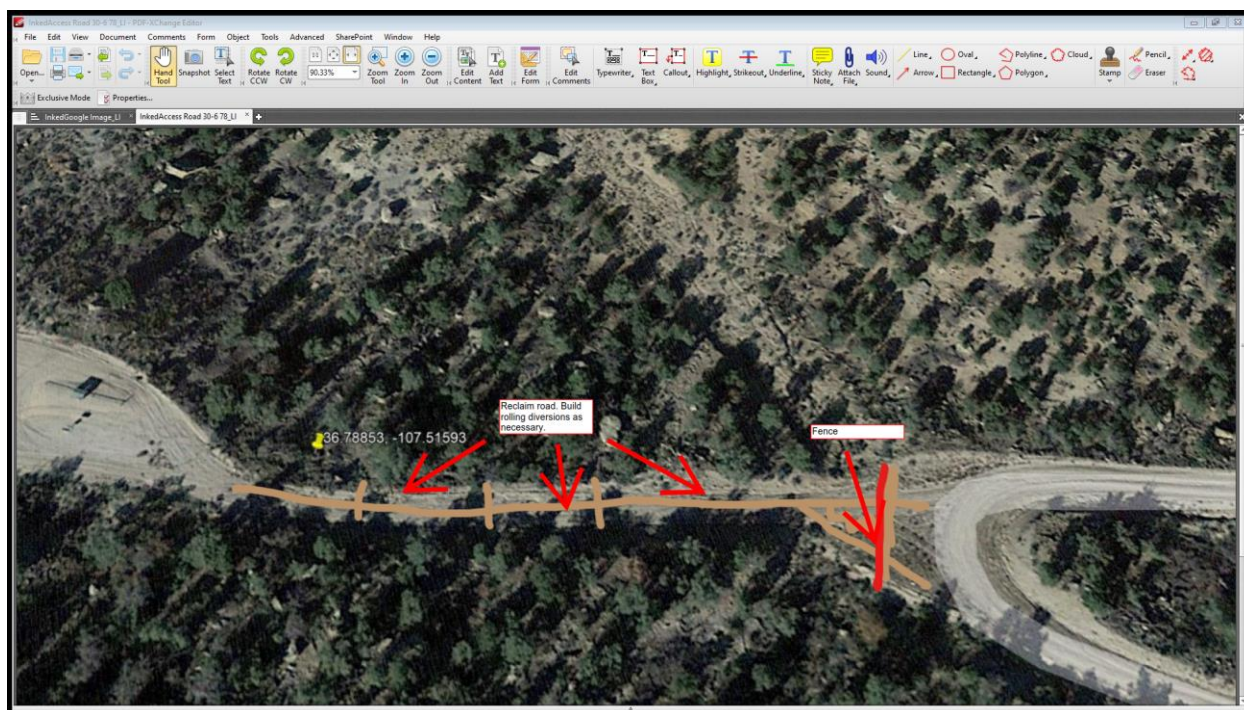 InkedAccess Road 30-6 78_LI - PDF-XChange Editor
File Edit View Document Comments Form Object Tools Advanced SharePoint Window Help
Open... Hand Tool Snapshot Select Text Rotate CCW Rotate CW 90.33% Zoom Tool Zoom In Zoom Out Edit Content Add Text Edit Form Edit Comments Typewriter Text Box Callout Highlight Strikeout Underline Sticky Note Attach File Sound Line Arrow Oval Rectangle Polyline Polygon Cloud Stamp Pencil Eraser
Exclusive Mode Properties...
InkedGoogle Image_LI InkedAccess Road 30-6 78_LI
Reclaim road. Build
rolling diversions as
necessary.
Fence
36.78853, -107.51593